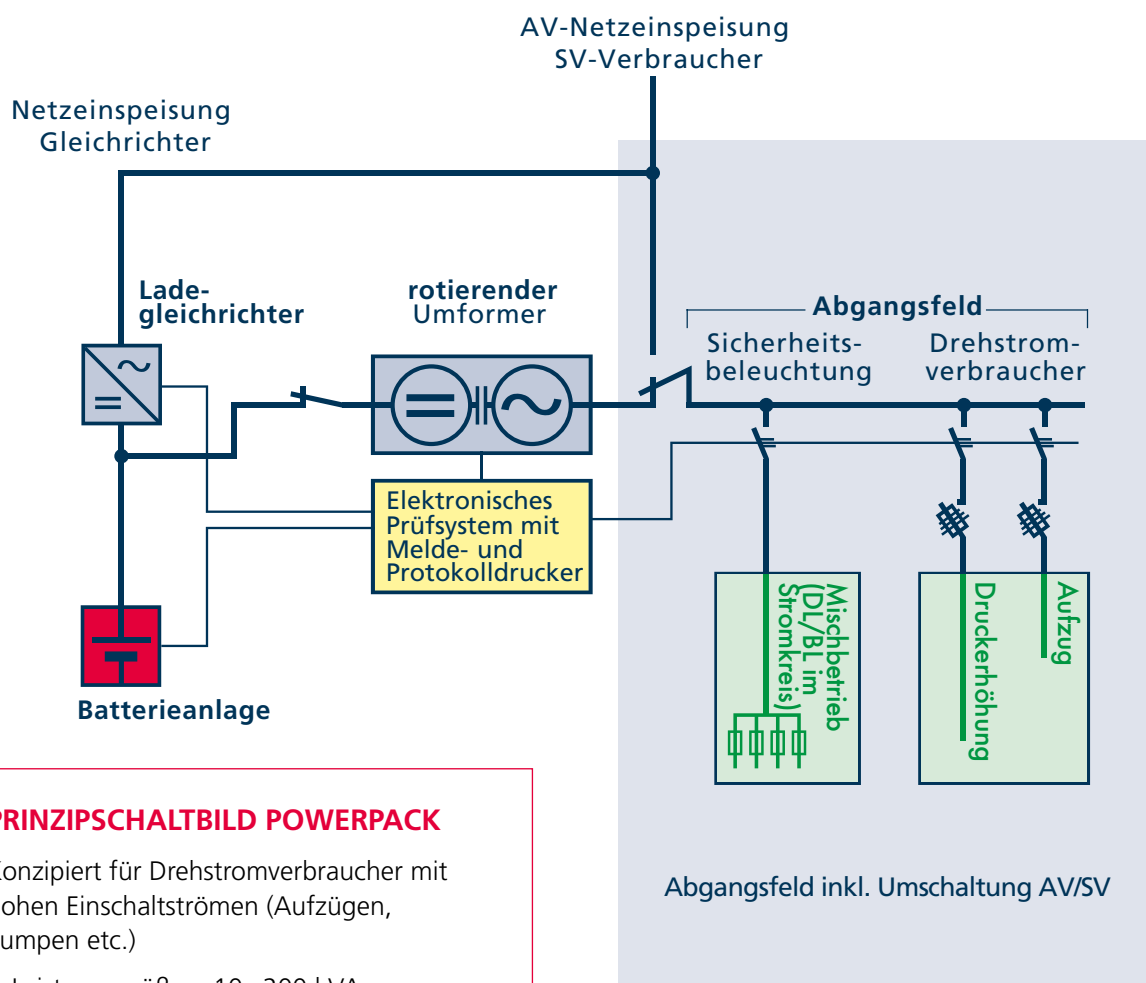 AV-Netzeinspeisung
SV-Verbraucher
Netzeinspeisung
Gleichrichter
Lade-
gleichrichter
rotierender
Umformer
Abgangsfeld
Sicherheits-
beleuchtung
Drehstrom-
verbraucher
Elektronisches
Prüfsystem mit
Melde- und
Protokolldrucker
Mischbetrieb
(DL/BL im
Stromkreis)
Druckerhöhung
Aufzug
Batterieanlage
PRINZIPSCHALTBILD POWERPACK
Konzipiert für Drehstromverbraucher mit
hohen Einschaltströmen (Aufzügen,
umpen etc.)
Abgangsfeld inkl. Umschaltung AV/SV